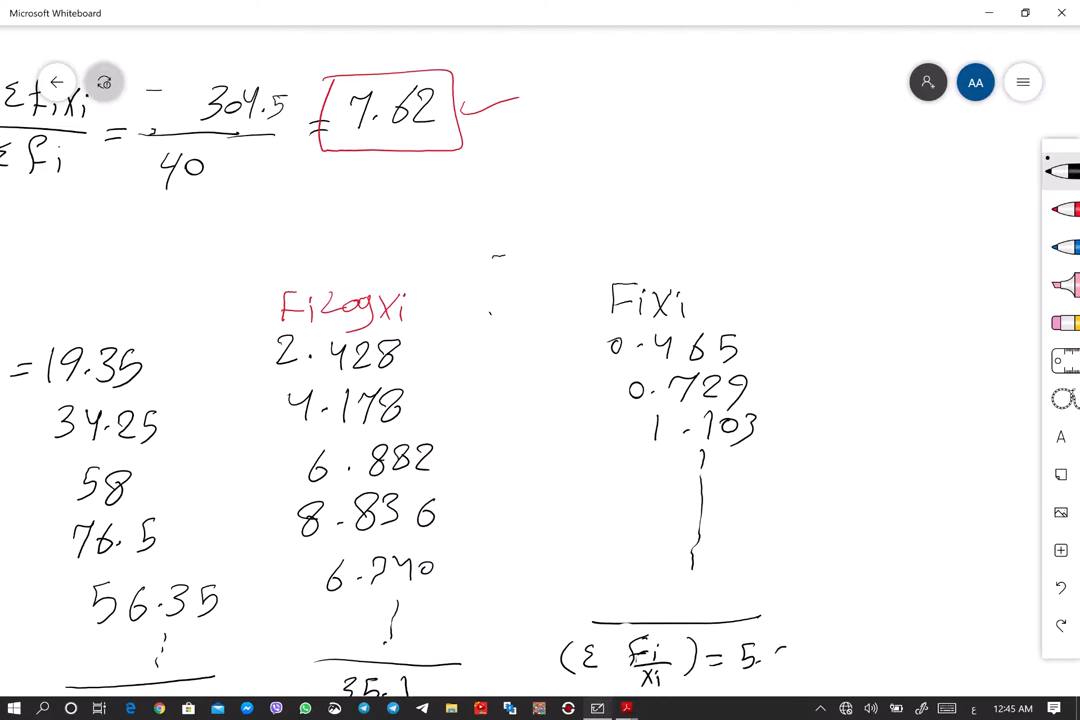 Microsoft Whiteboard
AA
Σfixi / Σfi = 304.5 / 40 = 7.62
FiLogxi
Fixi
=19.35
2.428
0.465
34.25
4.178
0.729
58
6.882
1.103
76.5
8.836
56.35
(Σ Fi/xi) = 5.
35.1
A
12:45 AM